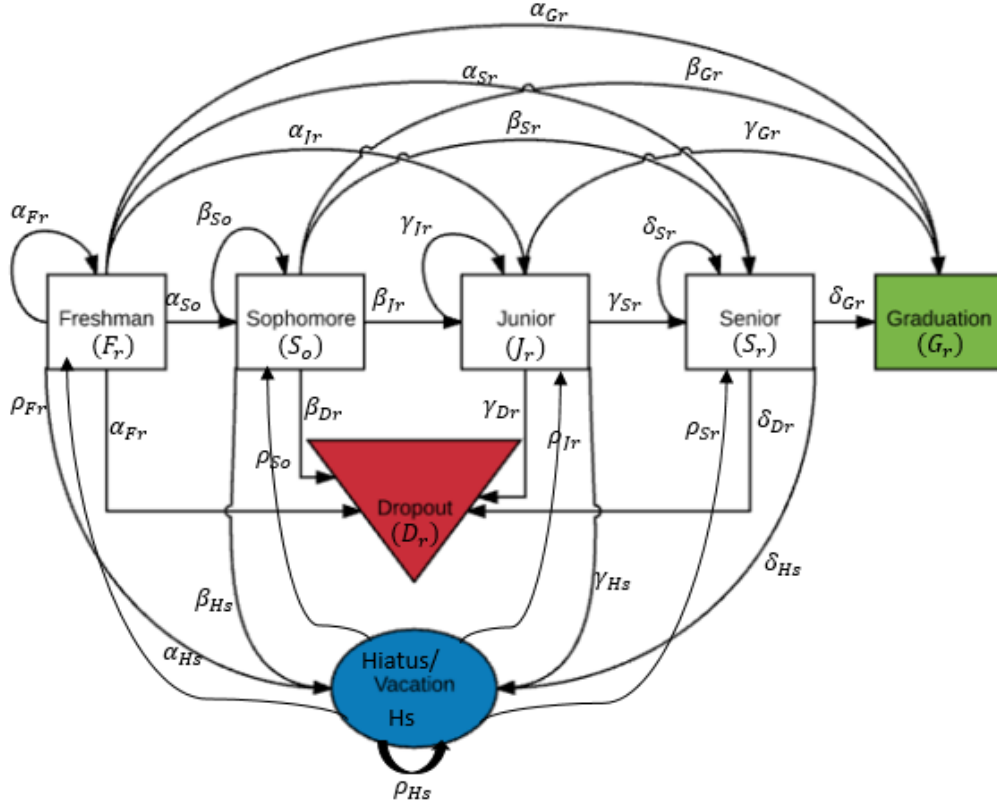 α_Gr
α_Sr
β_Gr
α_Jr
β_Sr
γ_Gr
α_Fr
β_So
γ_Jr
δ_Sr
α_So
β_Jr
γ_Sr
δ_Gr
Freshman
(F_r)
Sophomore
(S_o)
Junior
(J_r)
Senior
(S_r)
Graduation
(G_r)
ρ_Fr
α_Fr
β_Dr
γ_Dr
ρ_Sr
δ_Dr
ρ_So
ρ_Jr
Dropout
(D_r)
β_Hs
γ_Hs
δ_Hs
α_Hs
Hiatus/
Vacation
Hs
ρ_Hs